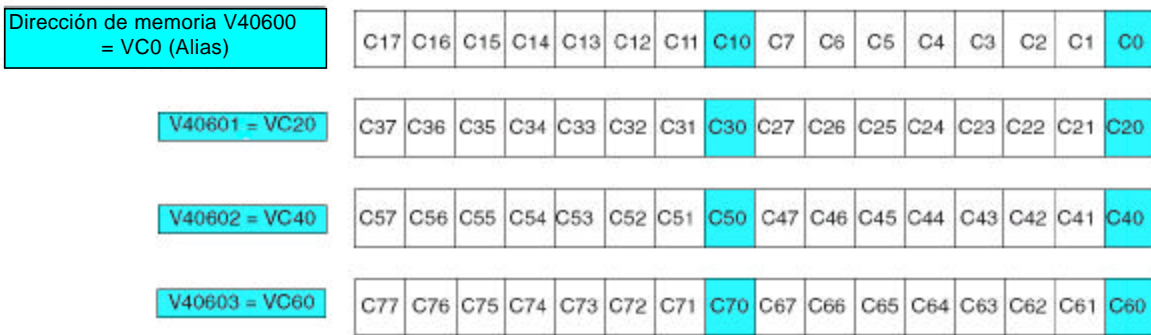 Dirección de memoria V40600
= VC0 (Alias)
C17 C16 C15 C14 C13 C12 C11 C10 C7 C6 C5 C4 C3 C2 C1 C0
V40601 = VC20
C37 C36 C35 C34 C33 C32 C31 C30 C27 C26 C25 C24 C23 C22 C21 C20
V40602 = VC40
C57 C56 C55 C54 C53 C52 C51 C50 C47 C46 C45 C44 C43 C42 C41 C40
V40603 = VC60
C77 C76 C75 C74 C73 C72 C71 C70 C67 C66 C65 C64 C63 C62 C61 C60